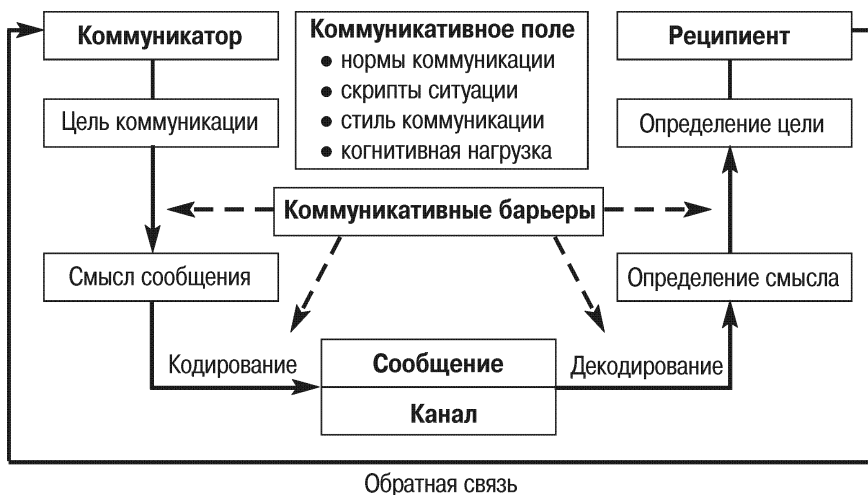 Коммуникатор
Коммуникативное поле
● нормы коммуникации
● скрипты ситуации
● стиль коммуникации
● когнитивная нагрузка
Реципиент
Цель коммуникации
Определение цели
Коммуникативные барьеры
Смысл сообщения
Определение смысла
Кодирование
Сообщение
Декодирование
Канал
Обратная связь